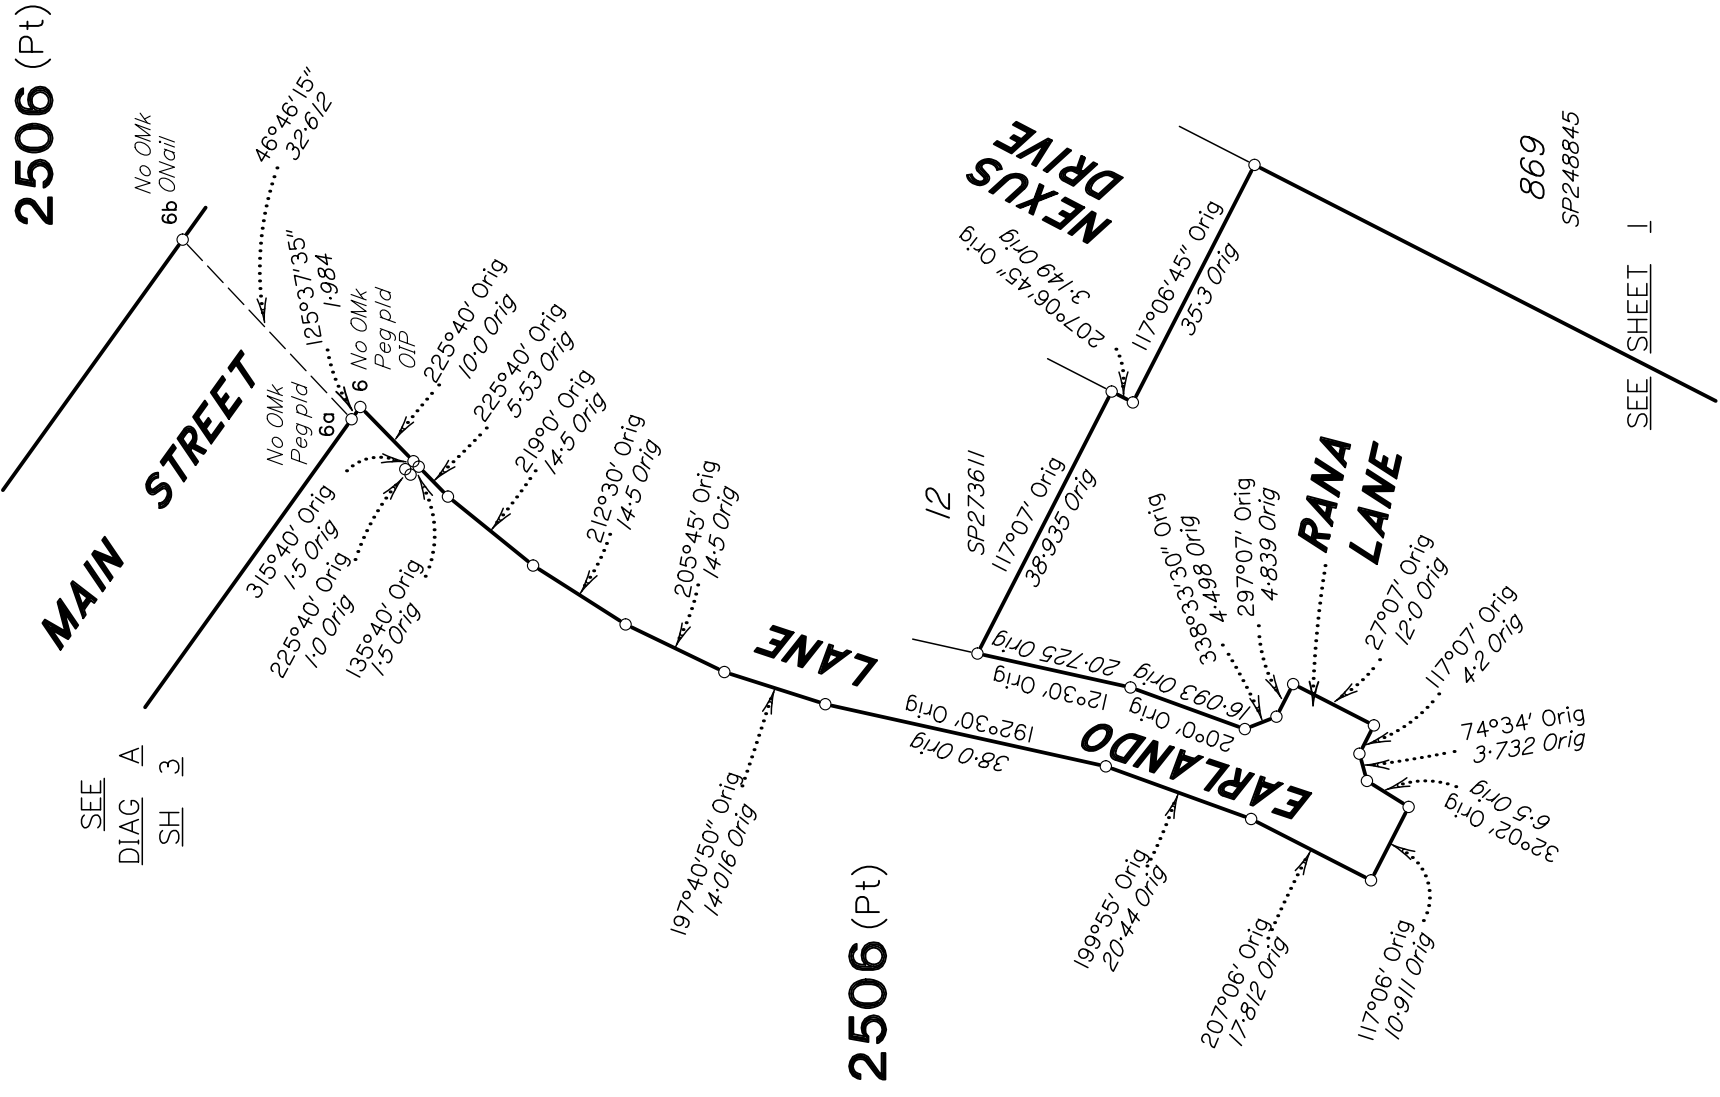 2506 (Pt)
No OMk
6b ONail
46°46'15"
32·612
MAIN STREET
125°37'35"
1·984
No OMk
Peg pld
6a
6 No OMk
Peg pld
OIP
225°40' Orig
10·0 Orig
225°40' Orig
5·53 Orig
219°0' Orig
14·5 Orig
212°30' Orig
14·5 Orig
205°45' Orig
14·5 Orig
315°40' Orig
1·5 Orig
225°40' Orig
1·0 Orig
135°40' Orig
1·5 Orig
SEE
DIAG A
SH 3
197°40'50" Orig
14·016 Orig
192°30' Orig
38·0 Orig
EARLANDO LANE
199°55' Orig
20·44 Orig
207°06' Orig
17·812 Orig
117°06' Orig
10·911 Orig
2506 (Pt)
12
SP273611
117°07' Orig
38·935 Orig
12°30' Orig
20·725 Orig
20°0' Orig
16·093 Orig
338°33'30" Orig
4·498 Orig
297°07' Orig
4·839 Orig
RANA
LANE
27°07' Orig
12·0 Orig
117°07' Orig
4·2 Orig
74°34' Orig
3·732 Orig
32°02' Orig
6·5 Orig
NEXUS
DRIVE
207°06'45" Orig
3·149 Orig
117°06'45" Orig
35·3 Orig
869
SP248845
SEE SHEET 1